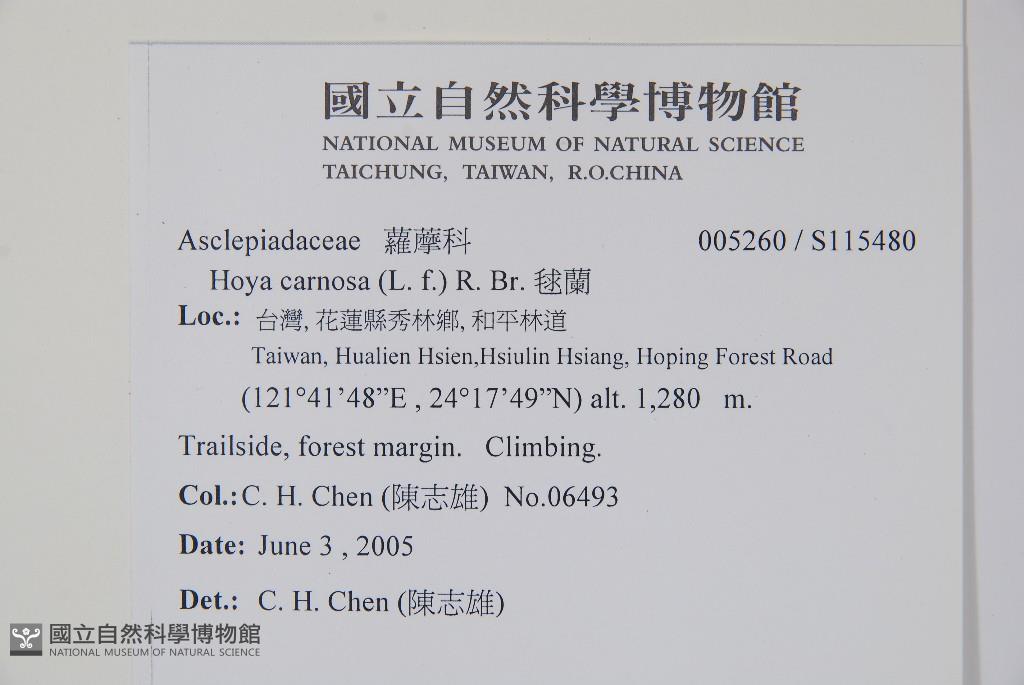 國立自然科學博物館
NATIONAL MUSEUM OF NATURAL SCIENCE
TAICHUNG, TAIWAN, R.O.CHINA
Asclepiadaceae 蘿藦科 005260 / S115480
Hoya carnosa (L. f.) R. Br. 毬蘭
Loc.: 台灣, 花蓮縣秀林鄉, 和平林道
Taiwan, Hualien Hsien,Hsiulin Hsiang, Hoping Forest Road
(121°41’48”E , 24°17’49”N) alt. 1,280 m.
Trailside, forest margin. Climbing.
Col.: C. H. Chen (陳志雄) No.06493
Date: June 3 , 2005
Det.: C. H. Chen (陳志雄)
國立自然科學博物館
NATIONAL MUSEUM OF NATURAL SCIENCE